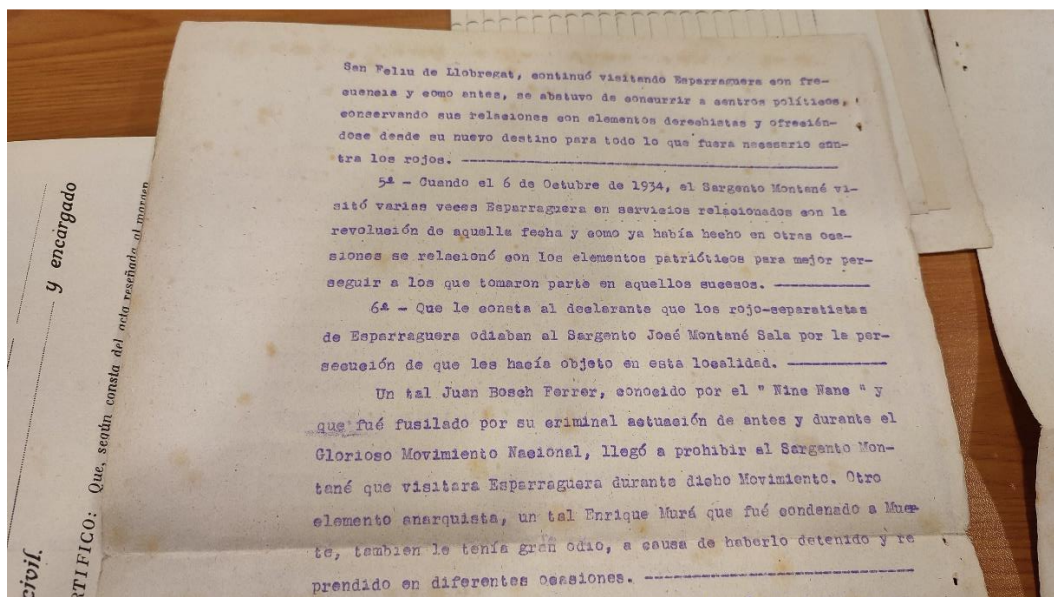 San Feliu de Llobregat, continuó visitando Esparraguera con fre-
cuencia y como antes, se abstuvo de concurrir a centros políticos,
conservando sus relaciones con elementos derechistas y ofrecién-
dose desde su nuevo destino para todo lo que fuera necesario con-
tra los rojos. ----------
5ª - Cuando el 6 de Octubre de 1934, el Sargento Montané vi-
sitó varias veces Esparraguera en servicios relacionados con la
revolución de aquella fecha y como ya había hecho en otras oca-
siones se relacionó con los elementos patrióticos para mejor per-
seguir a los que tomaron parte en aquellos sucesos. ----------
6ª - Que le consta al declarante que los rojo-separatistas
de Esparraguera odiaban al Sargento José Montané Sala por la per-
secución de que les hacía objeto en esta localidad. ----------
Un tal Juan Bosch Ferrer, conocido por el " Nine Nane " y
que fué fusilado por su criminal actuación de antes y durante el
Glorioso Movimiento Nacional, llegó a prohibir al Sargento Mon-
tané que visitara Esparraguera durante dicho Movimiento. Otro
elemento anarquista, un tal Enrique Murá que fué condenado a Muer
te, tambien le tenía gran odio, a causa de haberlo detenido y re
prendido en diferentes ocasiones. ----------
y encargado
Que, según consta del acta reseñada al margen
RTIFICO:
civil.